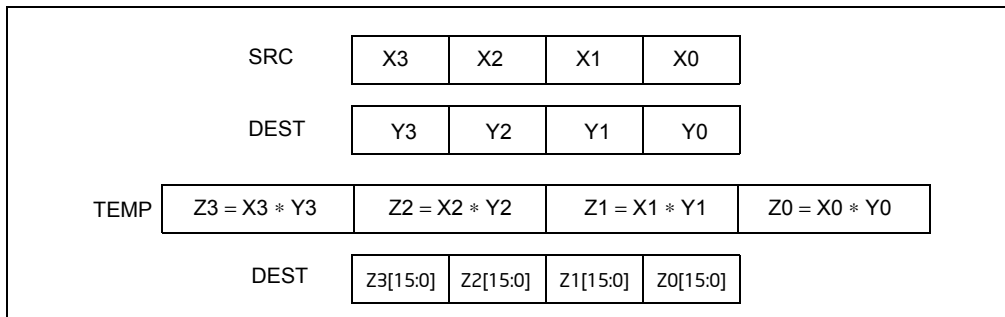 SRC X3 X2 X1 X0
DEST Y3 Y2 Y1 Y0
TEMP Z3 = X3 ∗ Y3 Z2 = X2 ∗ Y2 Z1 = X1 ∗ Y1 Z0 = X0 ∗ Y0
DEST Z3[15:0] Z2[15:0] Z1[15:0] Z0[15:0]